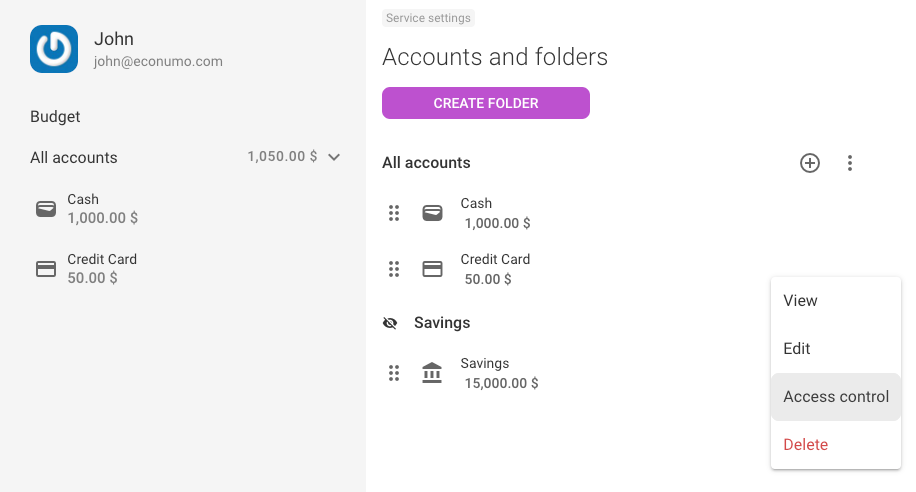 John
john@econumo.com
Budget
All accounts 1,050.00 $
Cash
1,000.00 $
Credit Card
50.00 $
Service settings
Accounts and folders
CREATE FOLDER
All accounts
Cash
1,000.00 $
Credit Card
50.00 $
Savings
Savings
15,000.00 $
View
Edit
Access control
Delete